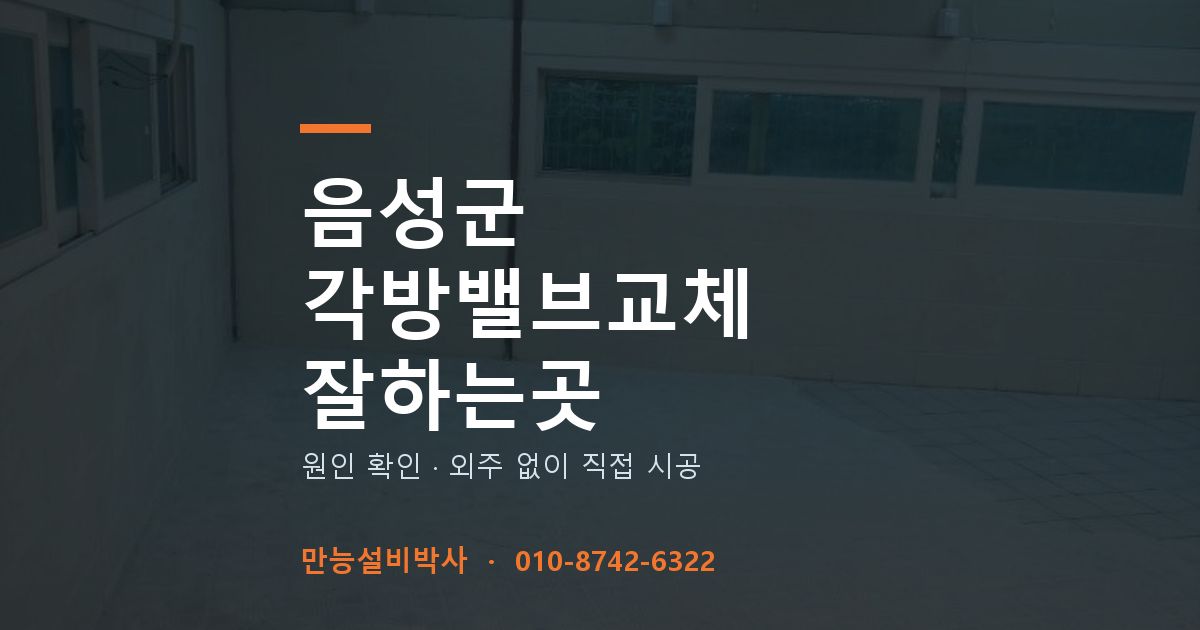 음성군
각방밸브교체
잘하는곳
원인 확인 · 외주 없이 직접 시공
만능설비박사 · 010-8742-6322